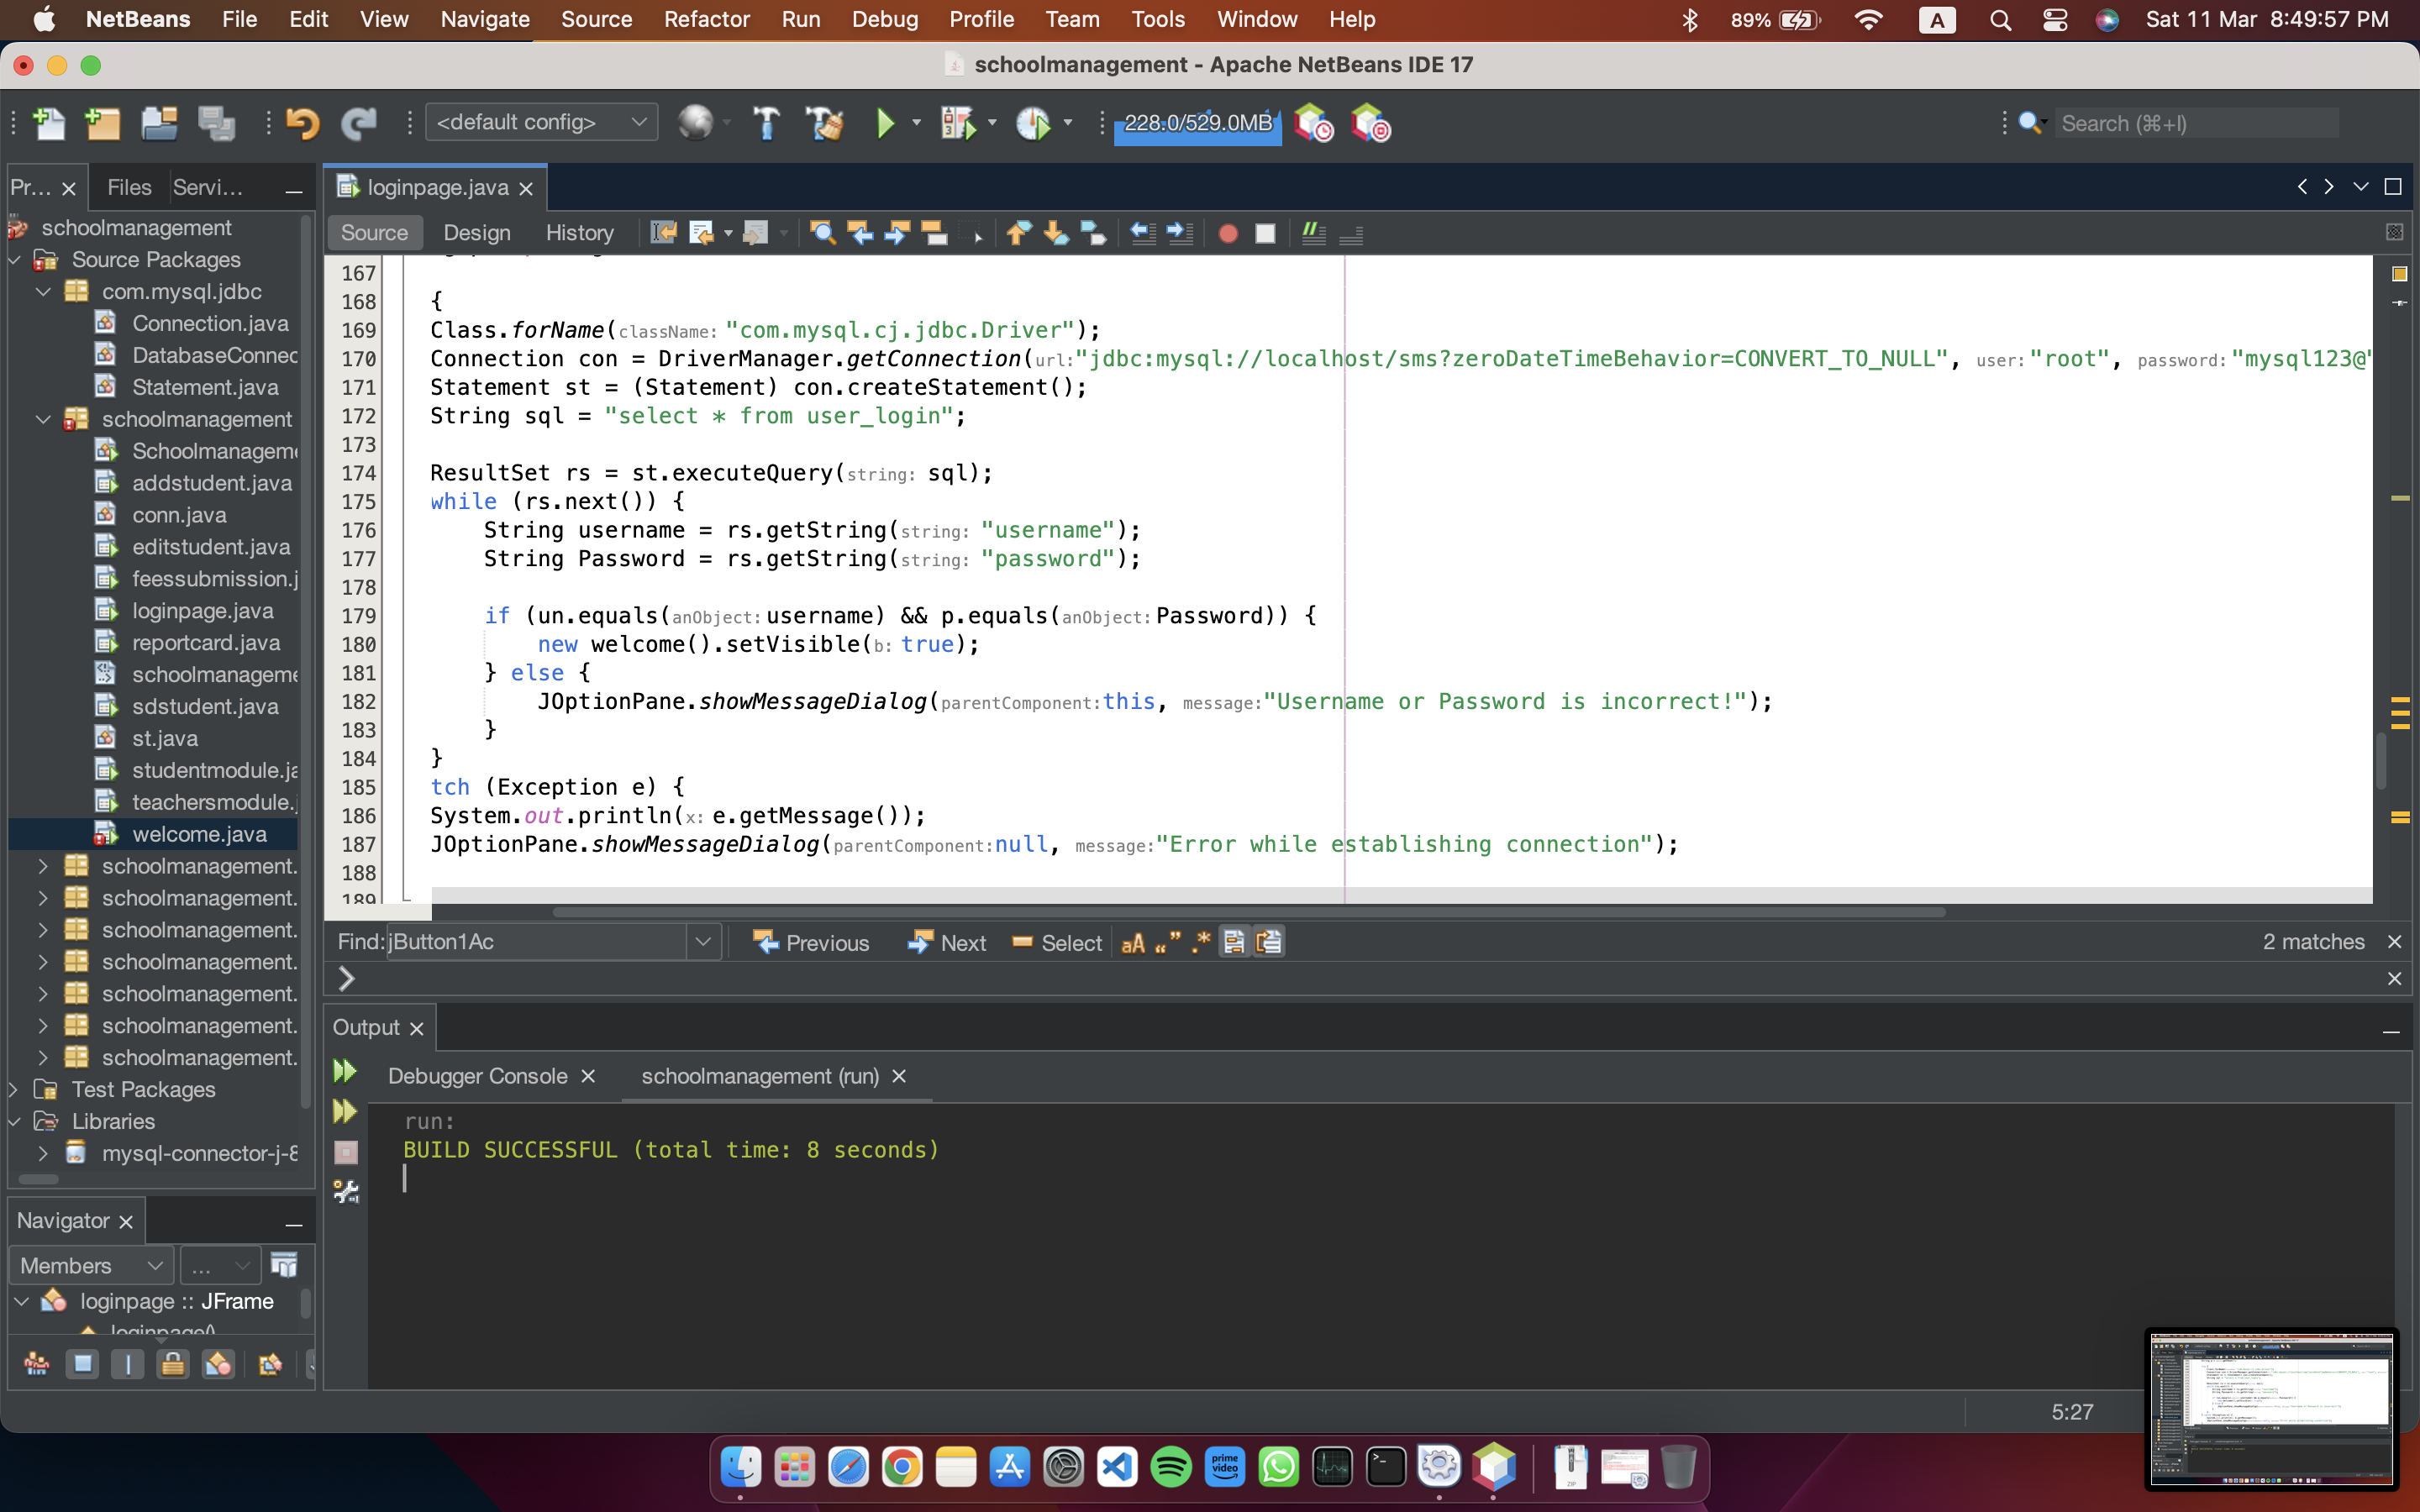 NetBeans File Edit View Navigate Source Refactor Run Debug Profile Team Tools Window Help 89% A Sat 11 Mar 8:49:57 PM
schoolmanagement - Apache NetBeans IDE 17
<default config> 228.0/529.0MB Search (⌘+I)
Pr... Files Servi...
loginpage.java
Source Design History
schoolmanagement
Source Packages
com.mysql.jdbc
Connection.java
DatabaseConnec
Statement.java
schoolmanagement
Schoolmanageme
addstudent.java
conn.java
editstudent.java
feessubmission.j
loginpage.java
reportcard.java
schoolmanageme
sdstudent.java
st.java
studentmodule.ja
teachersmodule.j
welcome.java
schoolmanagement.
schoolmanagement.
schoolmanagement.
schoolmanagement.
schoolmanagement.
schoolmanagement.
schoolmanagement.
Test Packages
Libraries
mysql-connector-j-8
167
168 {
169 Class.forName(className: "com.mysql.cj.jdbc.Driver");
170 Connection con = DriverManager.getConnection(url:"jdbc:mysql://localhost/sms?zeroDateTimeBehavior=CONVERT_TO_NULL", user:"root", password:"mysql123@"
171 Statement st = (Statement) con.createStatement();
172 String sql = "select * from user_login";
173
174 ResultSet rs = st.executeQuery(string: sql);
175 while (rs.next()) {
176 String username = rs.getString(string: "username");
177 String Password = rs.getString(string: "password");
178
179 if (un.equals(anObject:username) && p.equals(anObject:Password)) {
180 new welcome().setVisible(b: true);
181 } else {
182 JOptionPane.showMessageDialog(parentComponent:this, message:"Username or Password is incorrect!");
183 }
184 }
185 tch (Exception e) {
186 System.out.println(x: e.getMessage());
187 JOptionPane.showMessageDialog(parentComponent:null, message:"Error while establishing connection");
188
189
Find: jButton1Ac Previous Next Select aA 2 matches
Output
Debugger Console schoolmanagement (run)
run:
BUILD SUCCESSFUL (total time: 8 seconds)
Navigator
Members ...
loginpage :: JFrame
loginpage()
5:27
prime video
ZIP